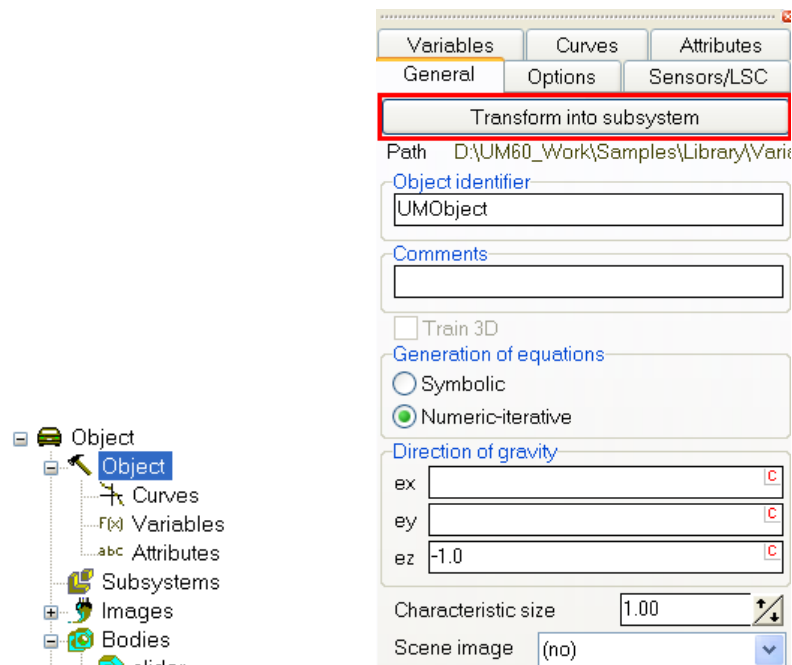 Object
Object
Curves
F(x) Variables
abc Attributes
Subsystems
Images
Bodies
slider
Variables Curves Attributes
General Options Sensors/LSC
Transform into subsystem
Path D:\UM60_Work\Samples\Library\Varia
Object identifier
UMObject
Comments
Train 3D
Generation of equations
Symbolic
Numeric-iterative
Direction of gravity
ex C
ey C
ez -1.0 C
Characteristic size 1.00
Scene image (no)